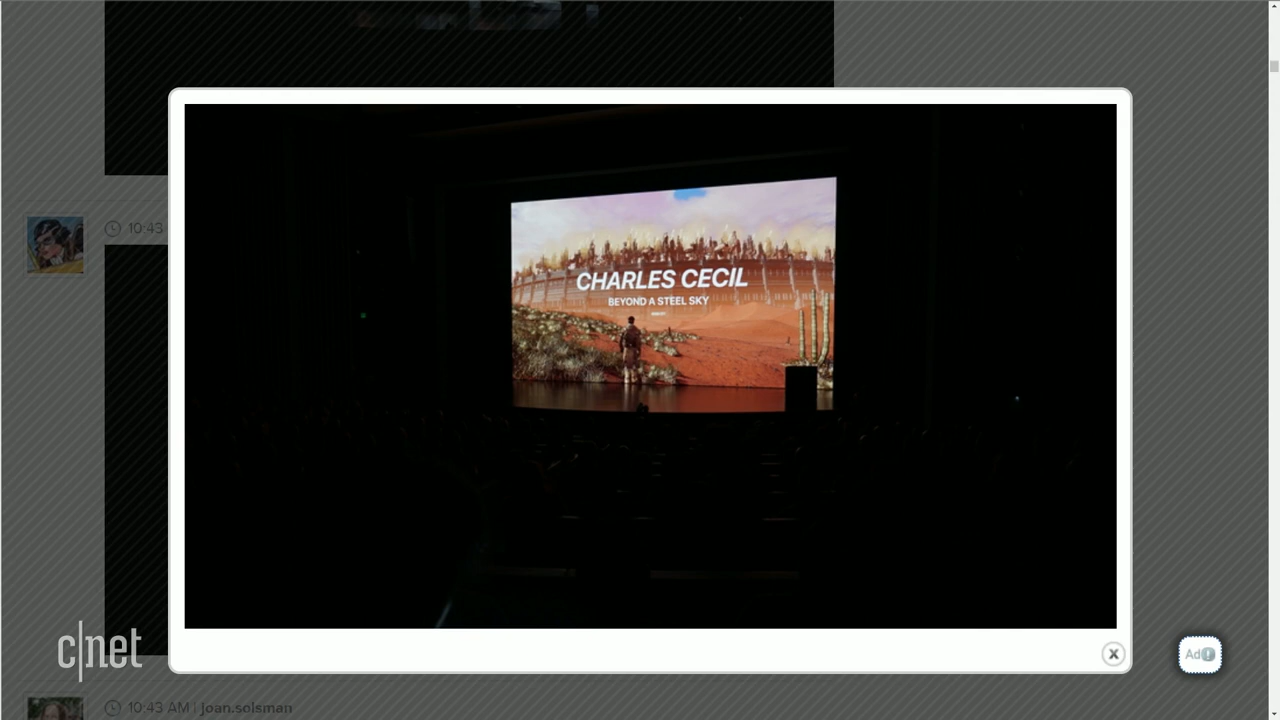 10:43
CHARLES CECIL
BEYOND A STEEL SKY
c|net
x
Ad
10:43 AM | joan.solsman